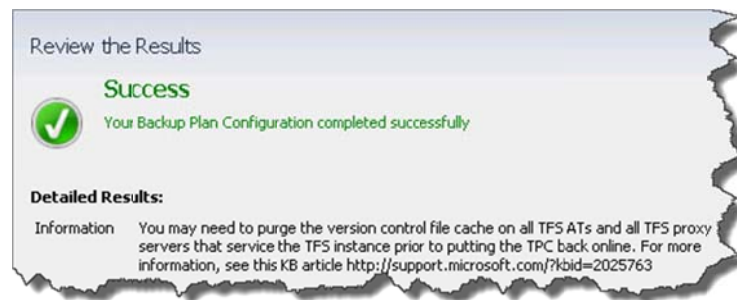 Review the Results
Success
Your Backup Plan Configuration completed successfully
Detailed Results:
Information You may need to purge the version control file cache on all TFS ATs and all TFS proxy
servers that service the TFS instance prior to putting the TPC back online. For more
information, see this KB article http://support.microsoft.com/?kbid=2025763